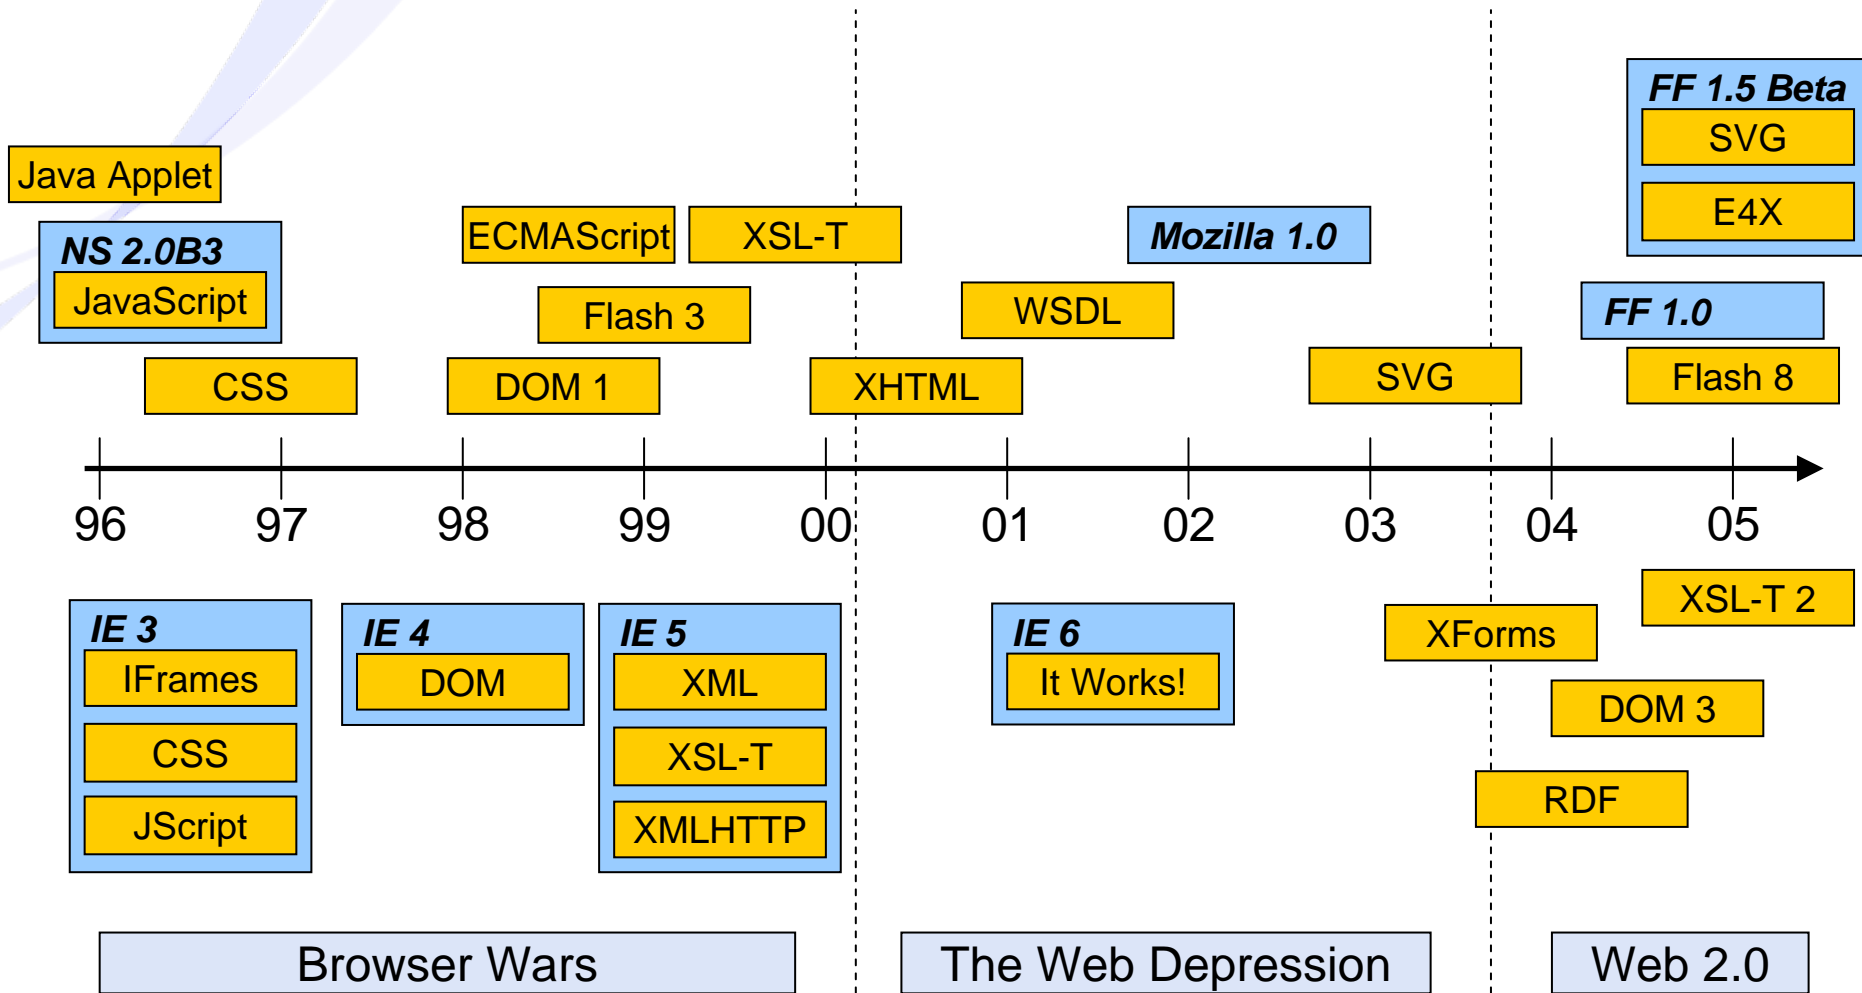 FF 1.5 Beta
SVG
E4X
Java Applet
NS 2.0B3
JavaScript
ECMAScript
XSL-T
Mozilla 1.0
Flash 3
WSDL
FF 1.0
CSS
DOM 1
XHTML
SVG
Flash 8
96 97 98 99 00 01 02 03 04 05
IE 3
IFrames
CSS
JScript
IE 4
DOM
IE 5
XML
XSL-T
XMLHTTP
IE 6
It Works!
XForms
XSL-T 2
DOM 3
RDF
Browser Wars
The Web Depression
Web 2.0